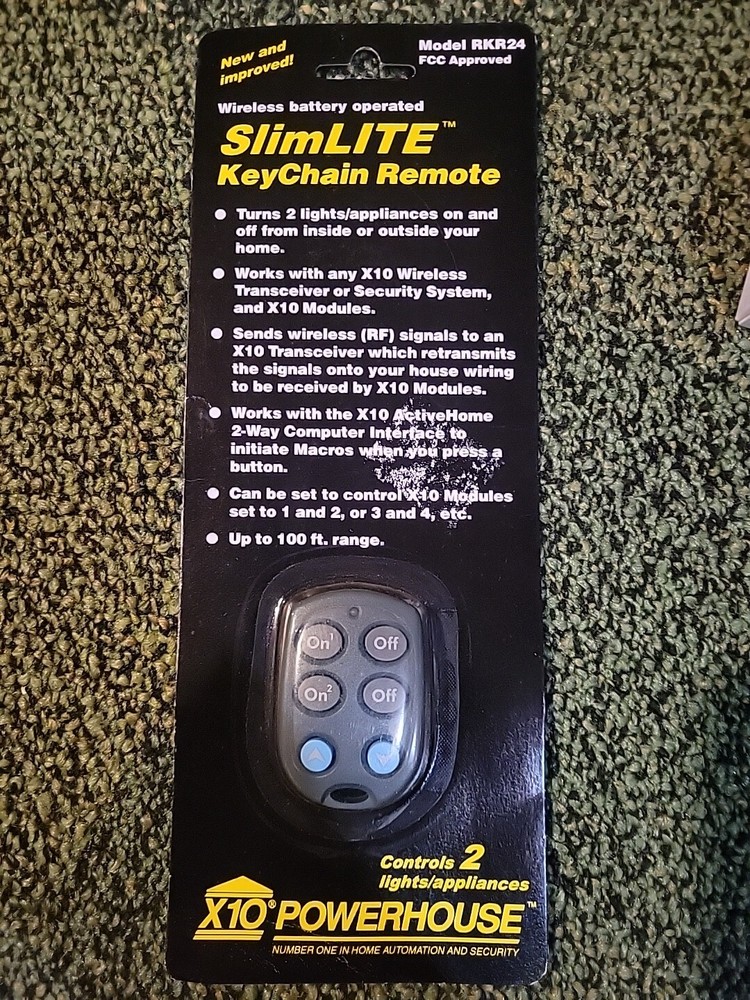 New and
improved!
Model RKR24
FCC Approved
Wireless battery operated
SlimLITE™
KeyChain Remote
● Turns 2 lights/appliances on and
off from inside or outside your
home.
● Works with any X10 Wireless
Transceiver or Security System,
and X10 Modules.
● Sends wireless (RF) signals to an
X10 Transceiver which retransmits
the signals onto your house wiring
to be received by X10 Modules.
● Works with the X10 ActiveHome
2-Way Computer Interface to
initiate Macros when you press a
button.
● Can be set to control X10 Modules
set to 1 and 2, or 3 and 4, etc.
● Up to 100 ft. range.
On1 Off
On2 Off
Controls 2
lights/appliances
X10® POWERHOUSE™
NUMBER ONE IN HOME AUTOMATION AND SECURITY